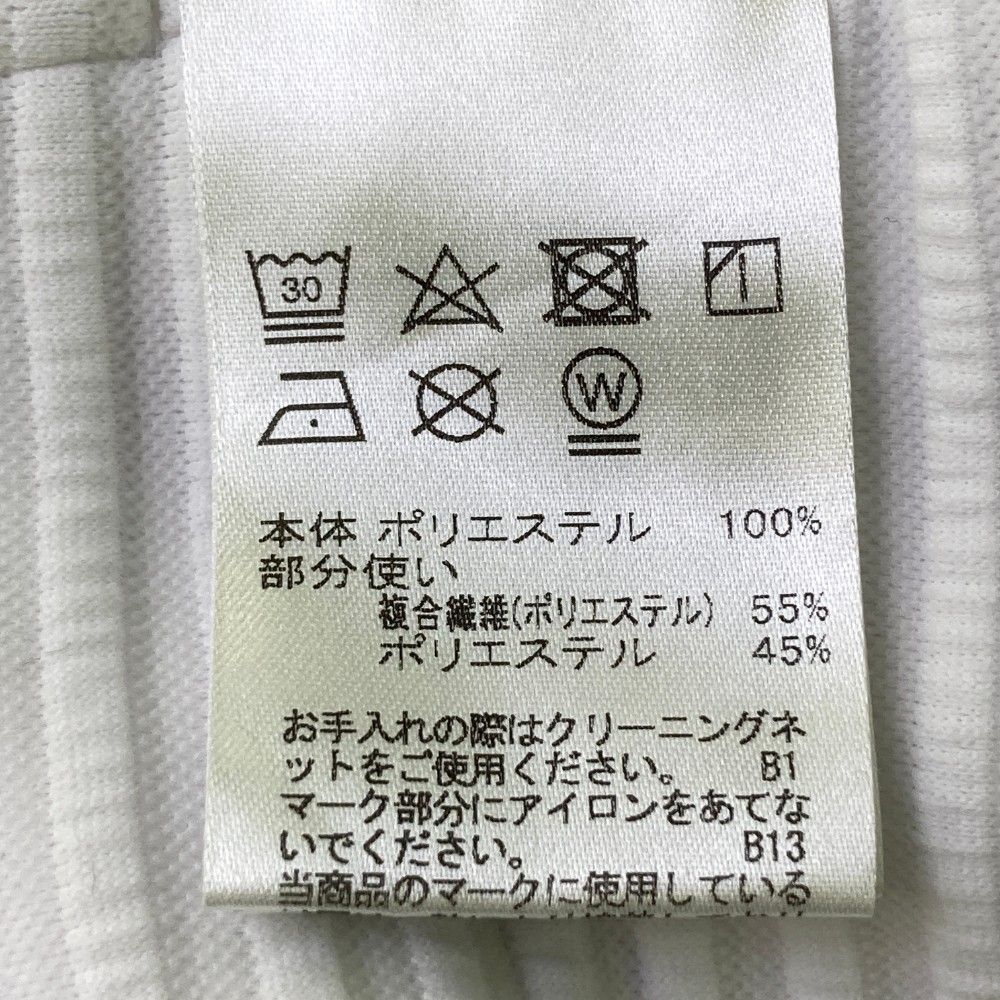 30
W
本体 ポリエステル 100%
部分使い
複合繊維(ポリエステル) 55%
ポリエステル 45%
お手入れの際はクリーニングネ
ットをご使用ください。 B1
マーク部分にアイロンをあてな
いでください。 B13
当商品のマークに使用している